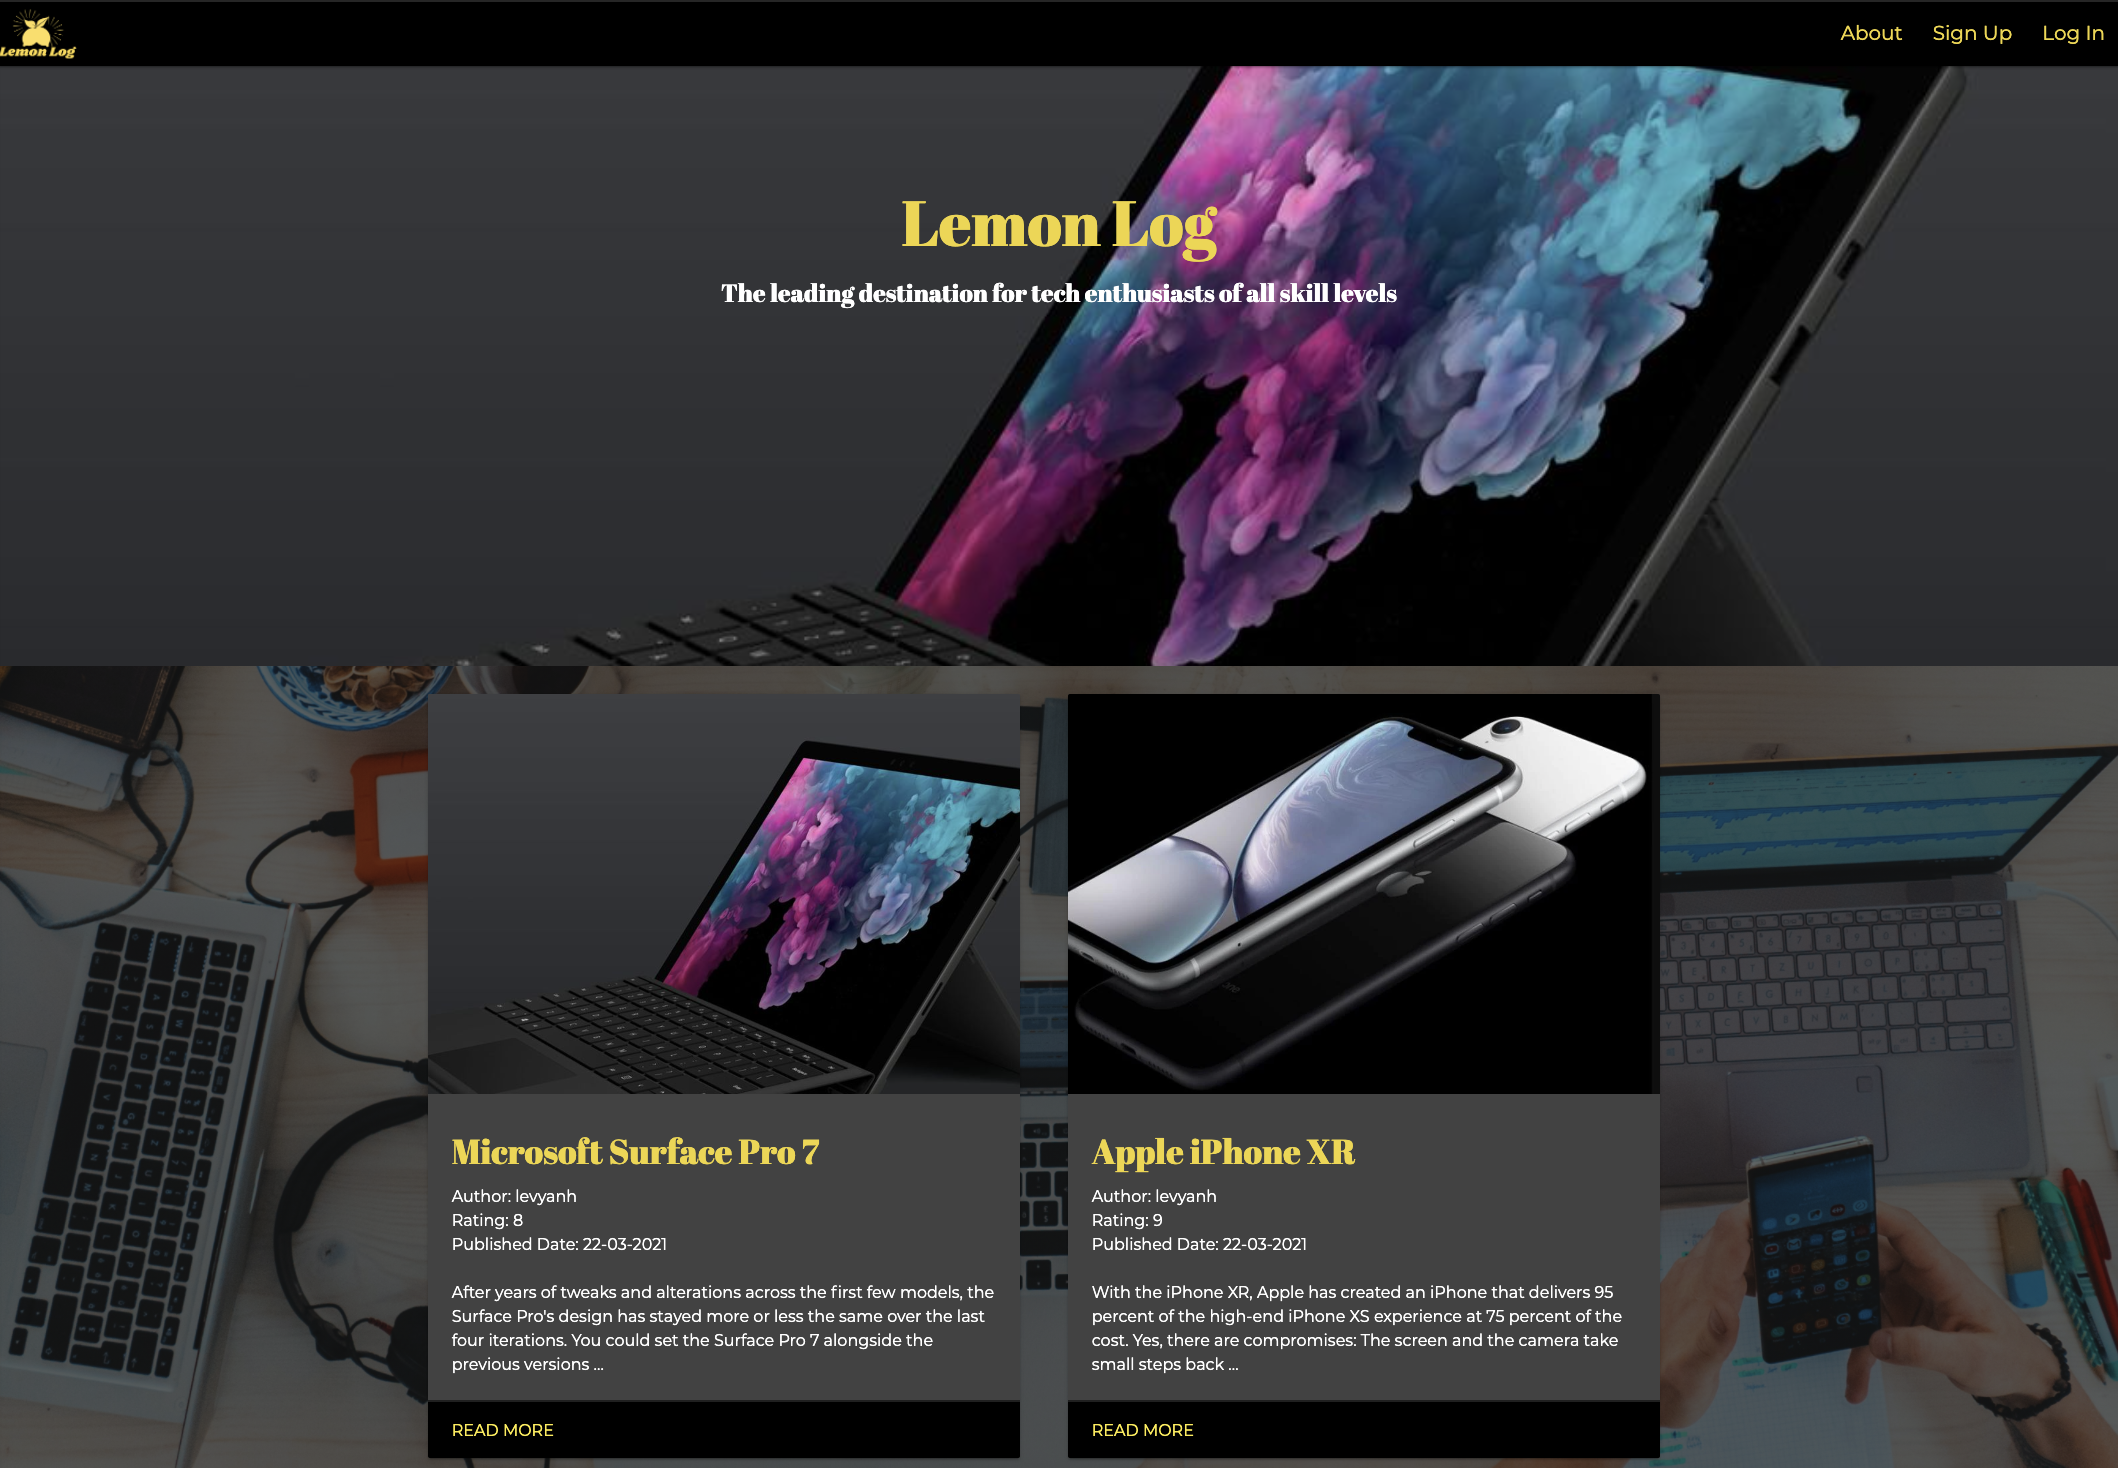 Lemon Log
About Sign Up Log In
Lemon Log
The leading destination for tech enthusiasts of all skill levels
Microsoft Surface Pro 7
Author: levyanh
Rating: 8
Published Date: 22-03-2021
After years of tweaks and alterations across the first few models, the
Surface Pro's design has stayed more or less the same over the last
four iterations. You could set the Surface Pro 7 alongside the
previous versions ...
READ MORE
Apple iPhone XR
Author: levyanh
Rating: 9
Published Date: 22-03-2021
With the iPhone XR, Apple has created an iPhone that delivers 95
percent of the high-end iPhone XS experience at 75 percent of the
cost. Yes, there are compromises: The screen and the camera take
small steps back ...
READ MORE